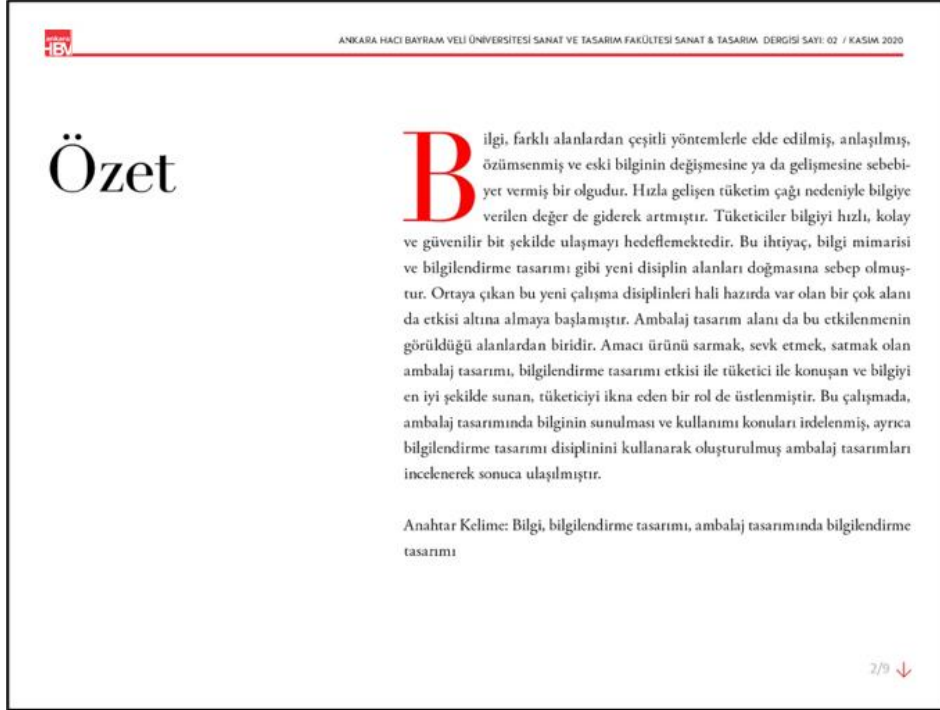 ankara
HBV
ANKARA HACI BAYRAM VELİ ÜNİVERSİTESİ SANAT VE TASARIM FAKÜLTESİ SANAT & TASARIM DERGİSİ SAYI: 02 / KASIM 2020
Özet
Bilgi, farklı alanlardan çeşitli yöntemlerle elde edilmiş, anlaşılmış,
özümsenmiş ve eski bilginin değişmesine ya da gelişmesine sebebi-
yet vermiş bir olgudur. Hızla gelişen tüketim çağı nedeniyle bilgiye
verilen değer de giderek artmıştır. Tüketiciler bilgiyi hızlı, kolay
ve güvenilir bit şekilde ulaşmayı hedeflemektedir. Bu ihtiyaç, bilgi mimarisi
ve bilgilendirme tasarımı gibi yeni disiplin alanları doğmasına sebep olmuş-
tur. Ortaya çıkan bu yeni çalışma disiplinleri hali hazırda var olan bir çok alanı
da etkisi altına almaya başlamıştır. Ambalaj tasarım alanı da bu etkilenmenin
görüldüğü alanlardan biridir. Amacı ürünü sarmak, sevk etmek, satmak olan
ambalaj tasarımı, bilgilendirme tasarımı etkisi ile tüketici ile konuşan ve bilgiyi
en iyi şekilde sunan, tüketiciyi ikna eden bir rol de üstlenmiştir. Bu çalışmada,
ambalaj tasarımında bilginin sunulması ve kullanımı konuları irdelenmiş, ayrıca
bilgilendirme tasarımı disiplinini kullanarak oluşturulmuş ambalaj tasarımları
incelenerek sonuca ulaşılmıştır.
Anahtar Kelime: Bilgi, bilgilendirme tasarımı, ambalaj tasarımında bilgilendirme
tasarımı
2/9